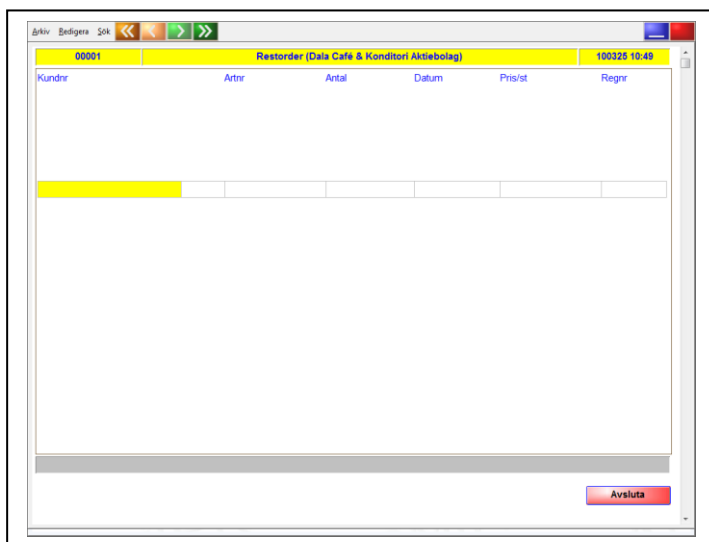 Arkiv Redigera Sök
00001 Restorder (Dala Café & Konditori Aktiebolag) 100325 10:49
Kundnr Artnr Antal Datum Pris/st Regnr
Avsluta